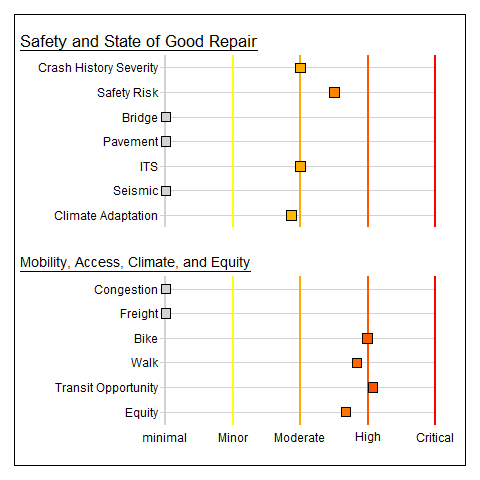 Safety and State of Good Repair
Crash History Severity
Safety Risk
Bridge
Pavement
ITS
Seismic
Climate Adaptation
Mobility, Access, Climate, and Equity
Congestion
Freight
Bike
Walk
Transit Opportunity
Equity
minimal Minor Moderate High Critical